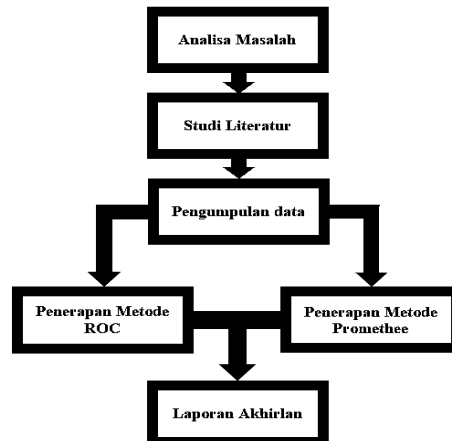 Analisa Masalah
Studi Literatur
Pengumpulan data
Penerapan Metode
ROC
Penerapan Metode
Promethee
Laporan Akhirlan